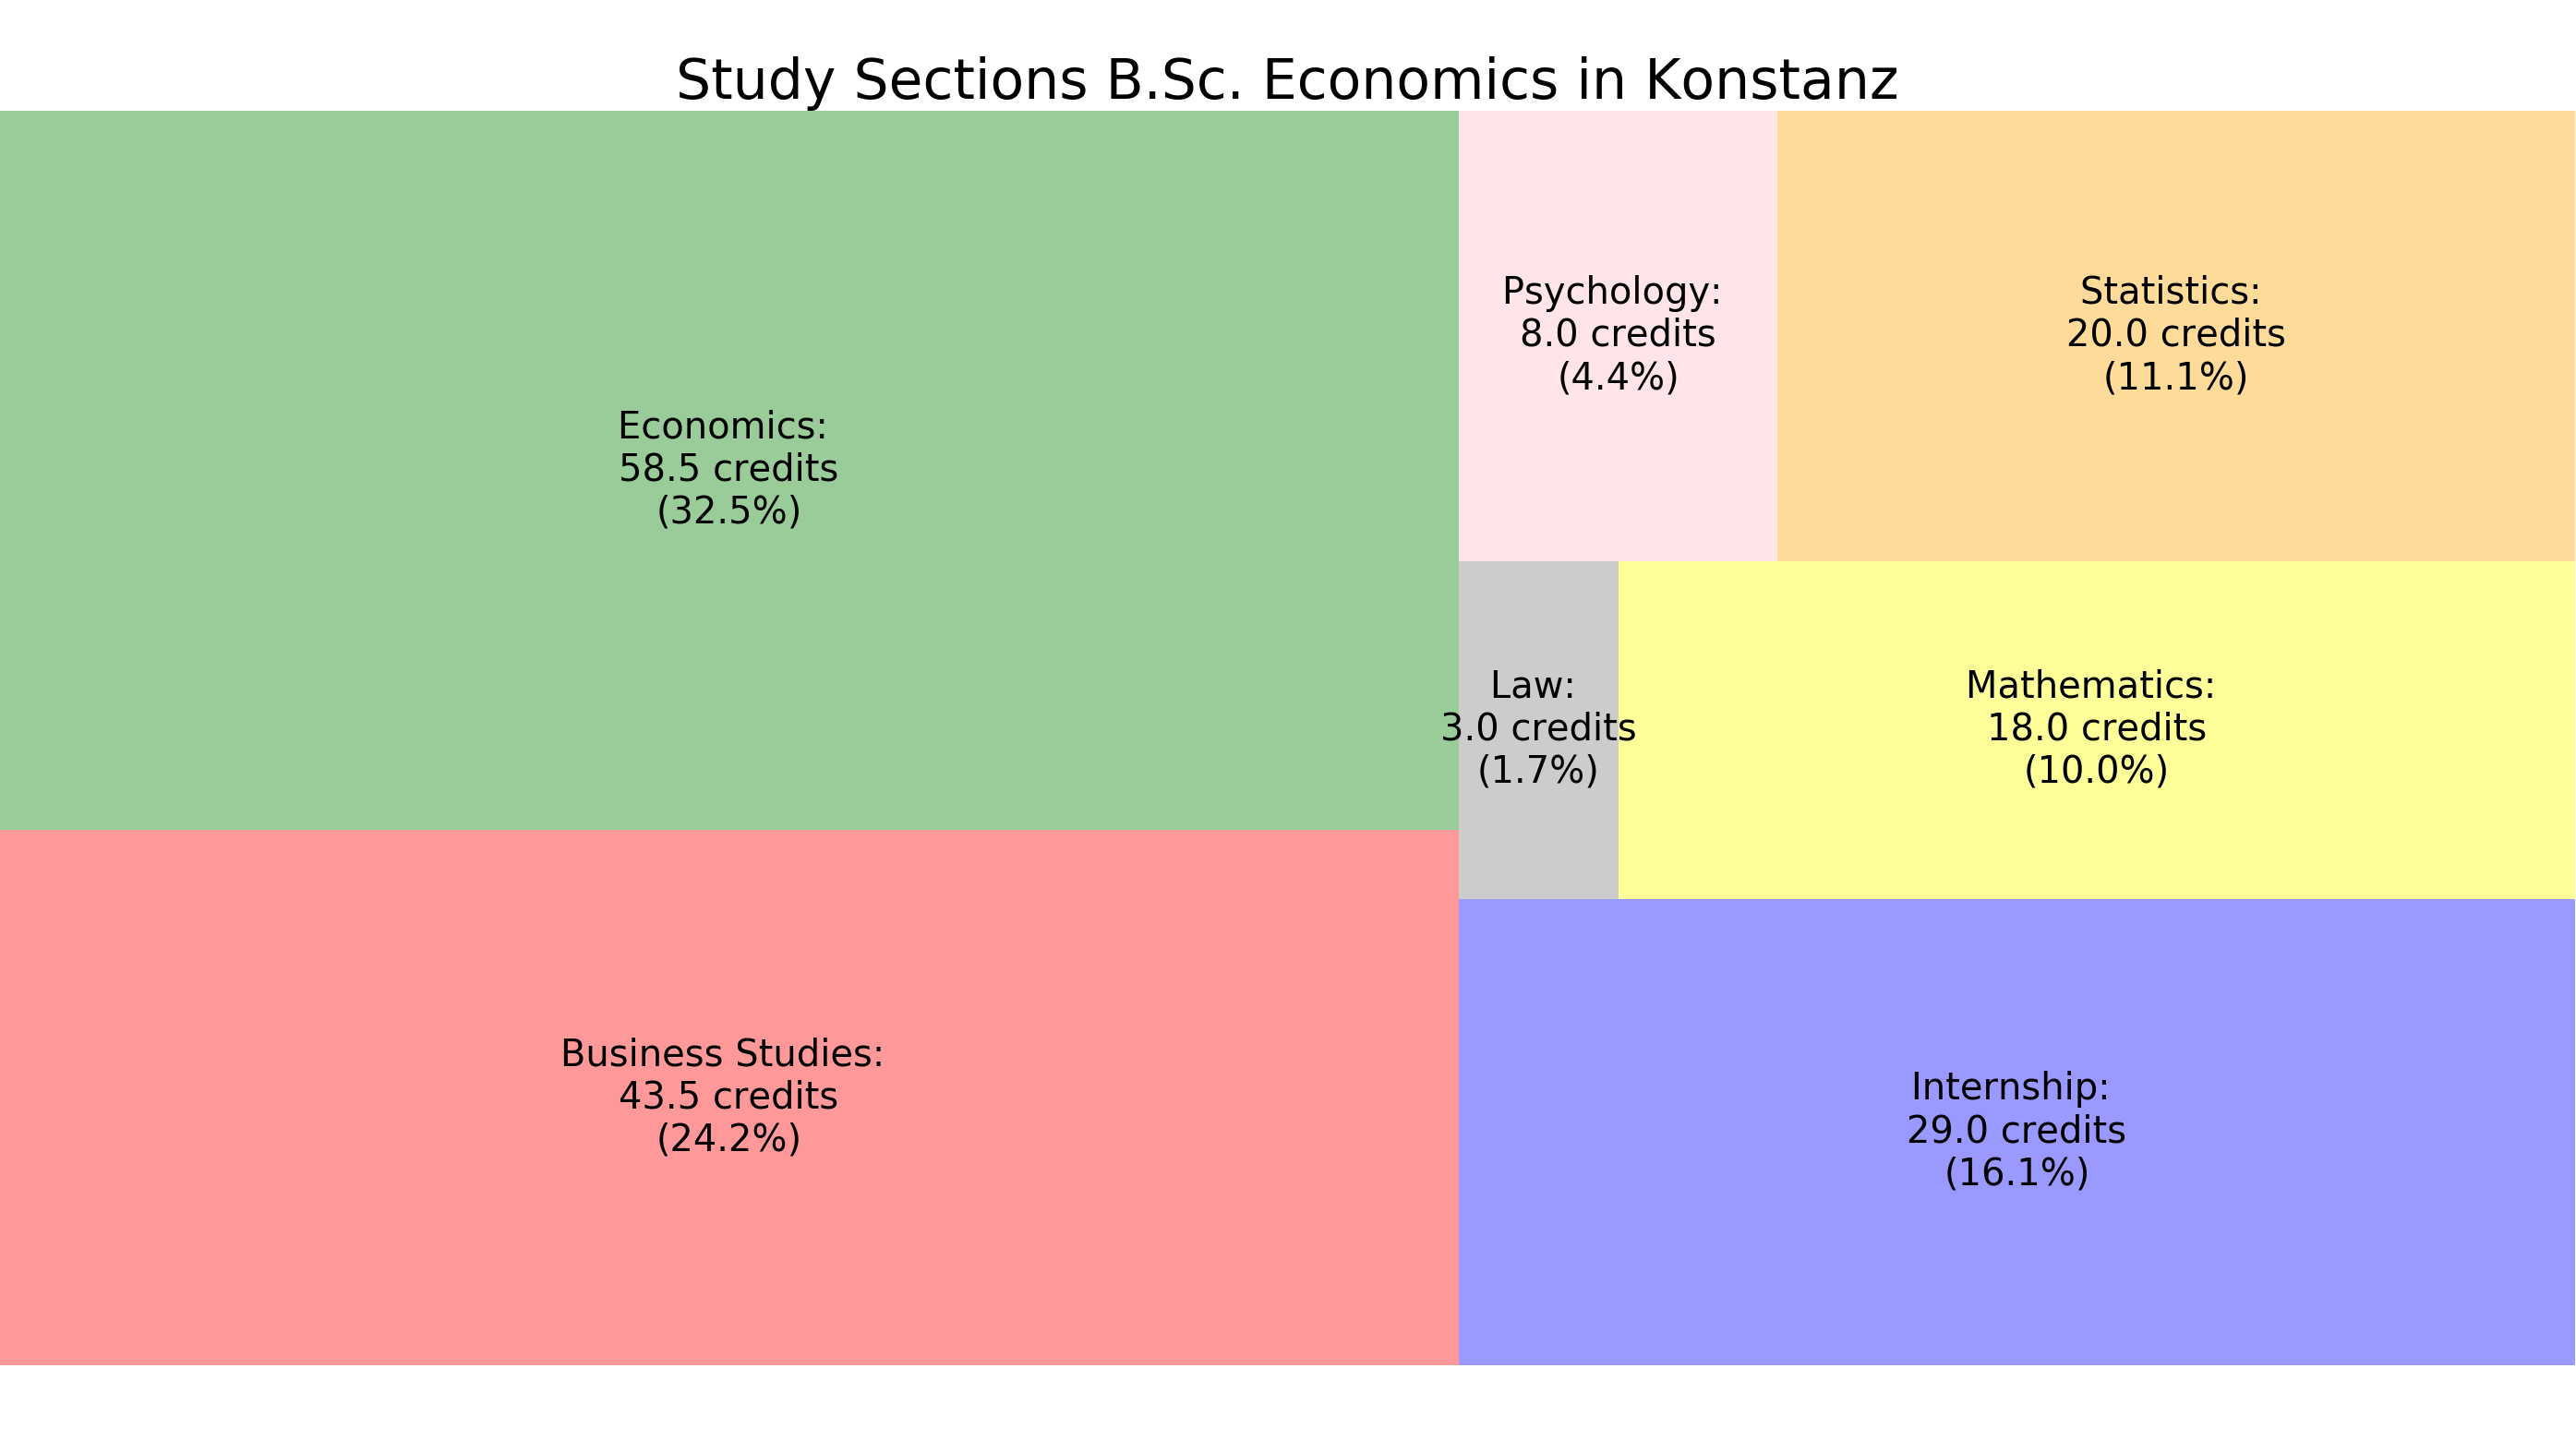 Study Sections B.Sc. Economics in Konstanz
Economics:
58.5 credits
(32.5%)
Psychology:
8.0 credits
(4.4%)
Statistics:
20.0 credits
(11.1%)
Law:
3.0 credits
(1.7%)
Mathematics:
18.0 credits
(10.0%)
Business Studies:
43.5 credits
(24.2%)
Internship:
29.0 credits
(16.1%)